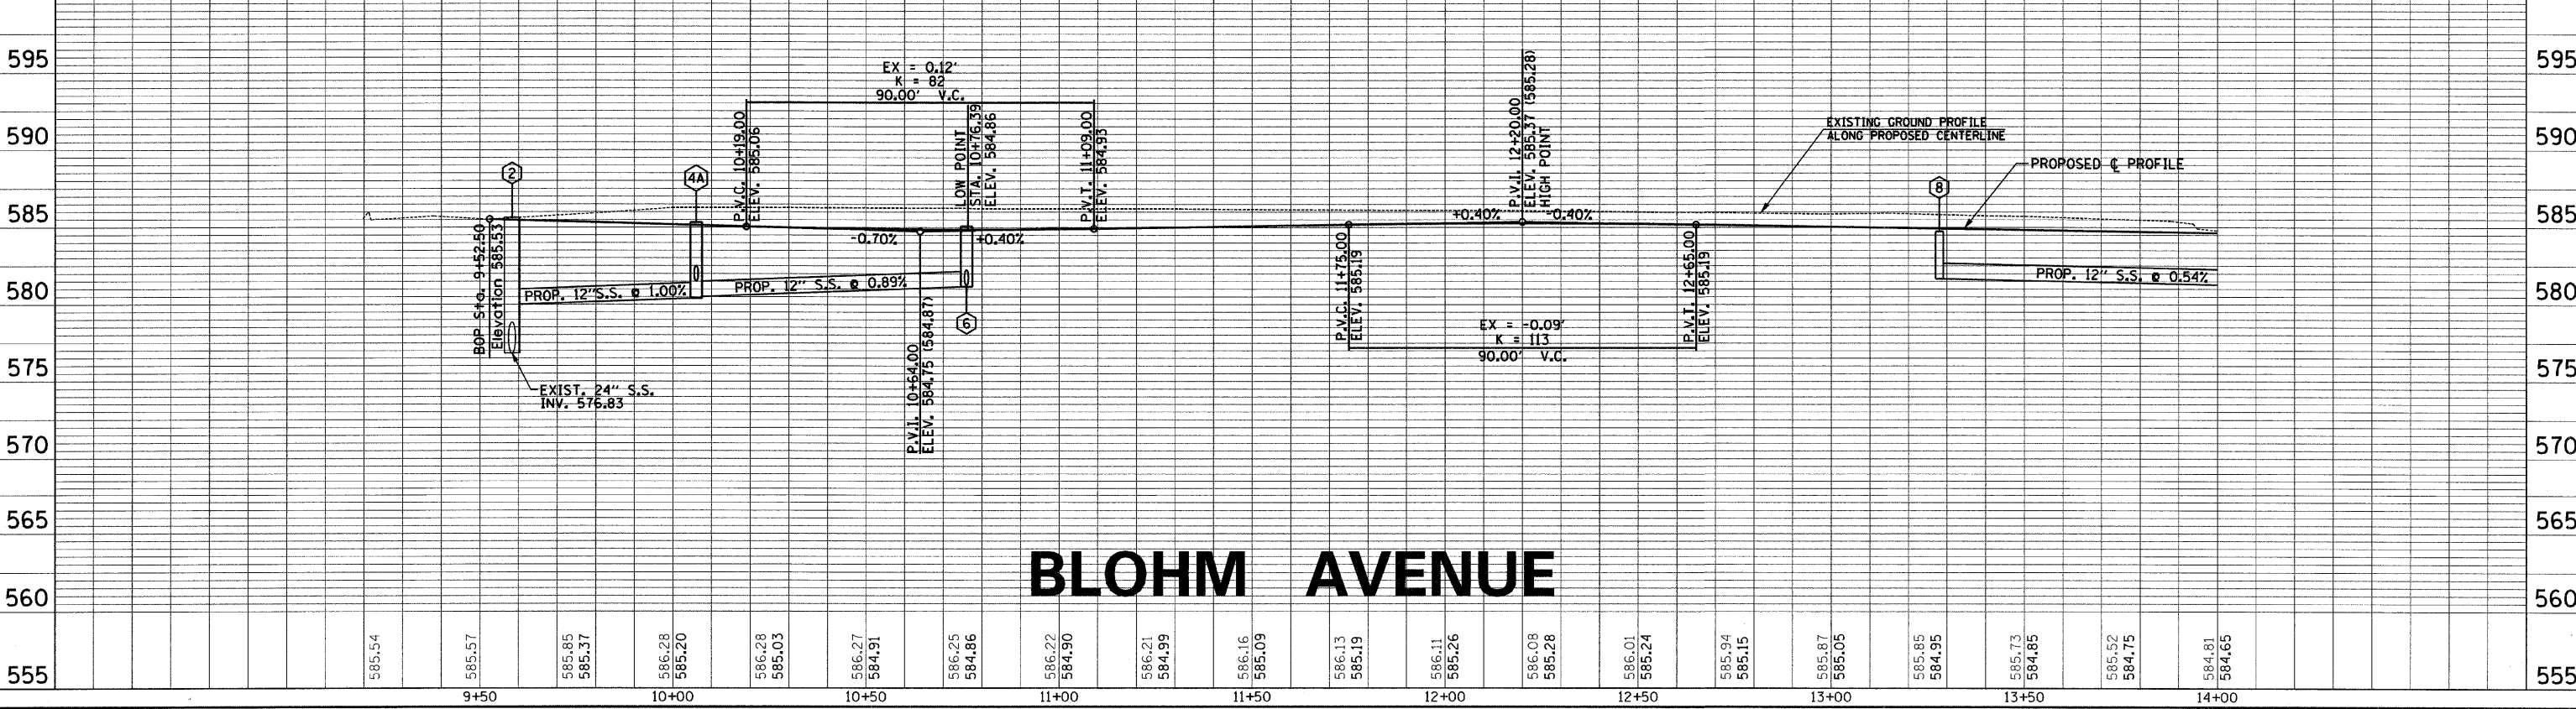 595
590
585
580
575
570
565
560
555
595
590
585
580
575
570
565
560
555
EX = 0.12'
K = 82
90.00' V.C.
P.V.C. 10+19.00
ELEV. 585.06
LOW POINT
STA. 10+76.39
ELEV. 584.86
P.V.T. 11+09.00
ELEV. 584.93
2
4A
BOP Sta. 9+52.50
Elevation 585.53
PROP. 12" S.S. @ 1.00%
PROP. 12" S.S. @ 0.89%
-0.70%
+0.40%
6
P.V.I. 10+64.00
ELEV. 584.75 (584.87)
EXIST. 24" S.S.
INV. 576.83
P.V.I. 12+20.00
ELEV. 585.37 (585.28)
HIGH POINT
+0.40%
-0.40%
P.V.C. 11+75.00
ELEV. 585.19
P.V.T. 12+65.00
ELEV. 585.19
EX = -0.09'
K = 113
90.00' V.C.
EXISTING GROUND PROFILE
ALONG PROPOSED CENTERLINE
PROPOSED ℄ PROFILE
8
PROP. 12" S.S. @ 0.54%
BLOHM AVENUE
585.54
585.57
585.85
585.37
586.28
585.20
586.28
585.03
586.27
584.91
586.25
584.86
586.22
584.90
586.21
584.99
586.16
585.09
586.13
585.19
586.11
585.26
586.08
585.28
586.01
585.24
585.94
585.15
585.87
585.05
585.85
584.95
585.73
584.85
585.52
584.75
584.81
584.65
9+50
10+00
10+50
11+00
11+50
12+00
12+50
13+00
13+50
14+00